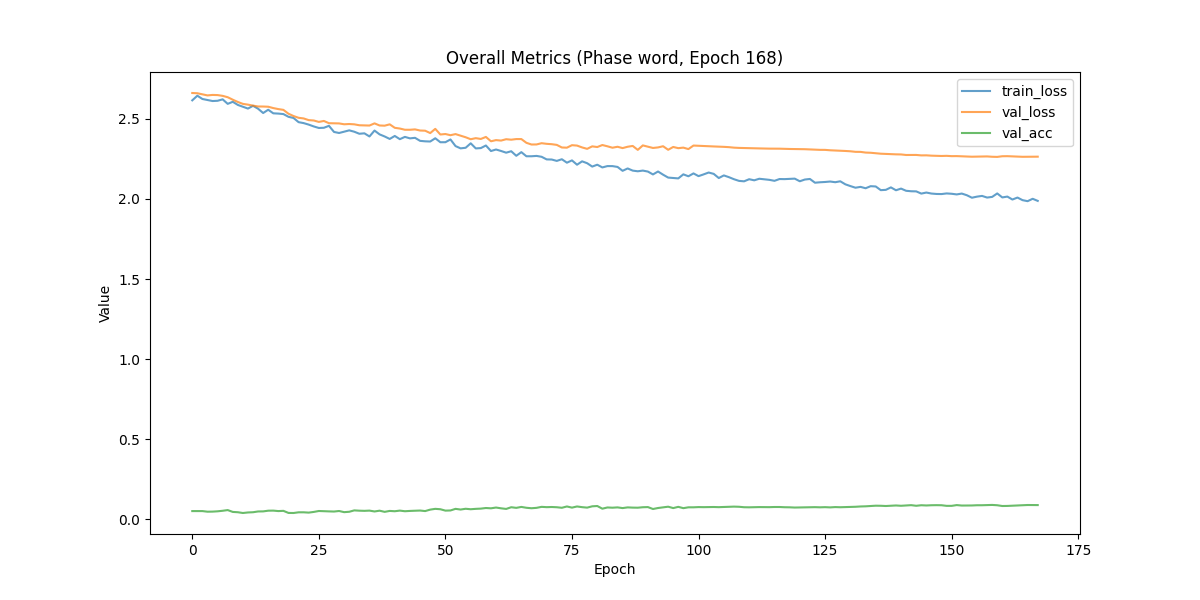 Overall Metrics (Phase word, Epoch 168)
train_loss
val_loss
val_acc
2.5
2.0
1.5
1.0
0.5
0.0
Value
0 25 50 75 100 125 150 175
Epoch